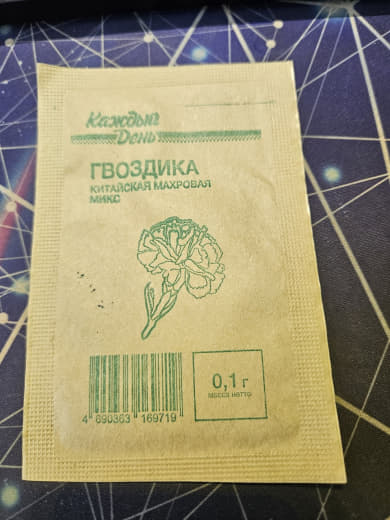 Каждый
День
ГВОЗДИКА
КИТАЙСКАЯ МАХРОВАЯ
МИКС
4 690363 169719
0,1 г
МАССА НЕТТО